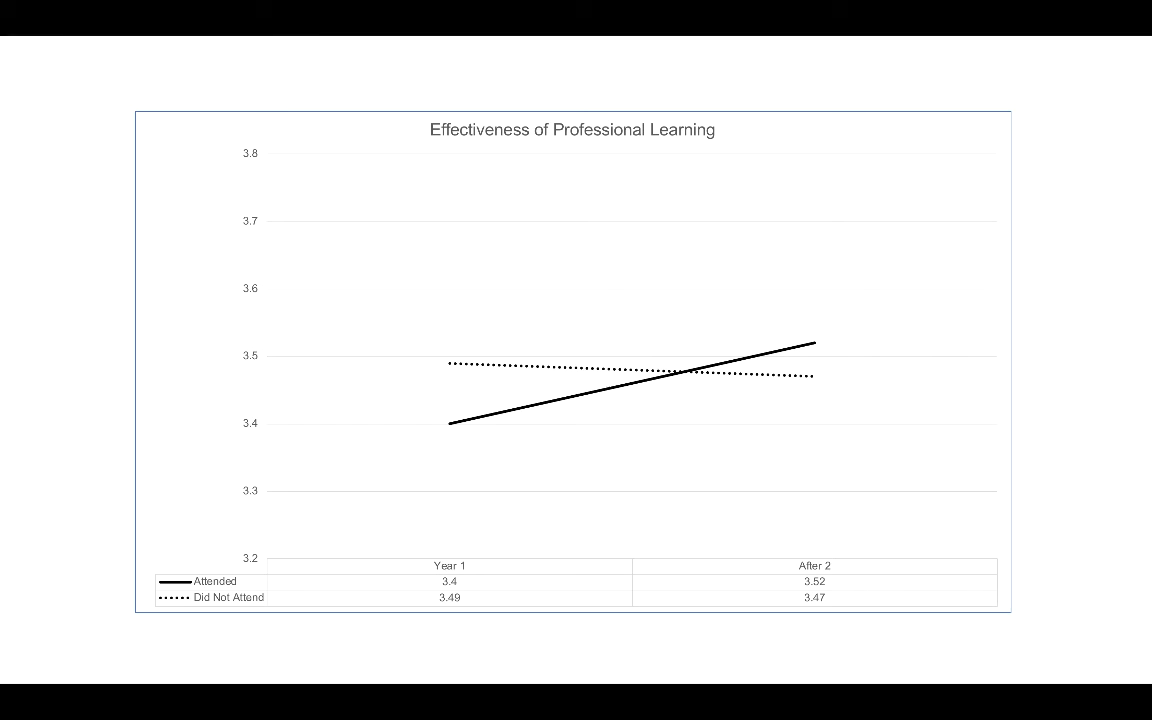 Effectiveness of Professional Learning
3.8
3.7
3.6
3.5
3.4
3.3
3.2
Year 1 After 2
Attended 3.4 3.52
Did Not Attend 3.49 3.47